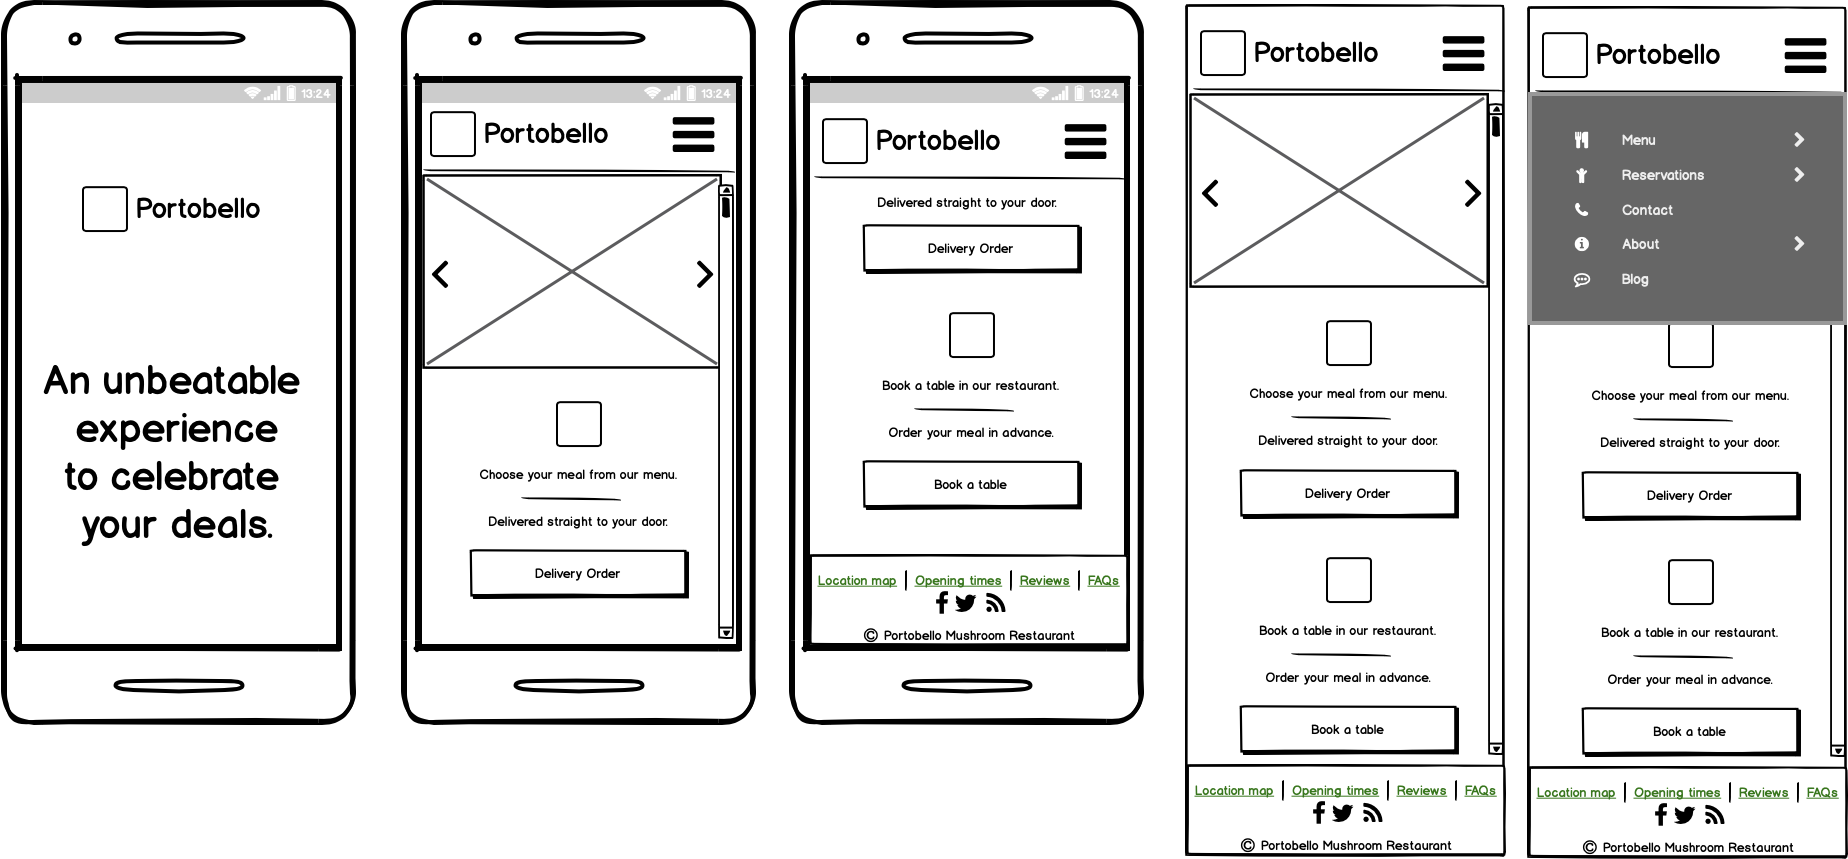 13:24
Portobello
An unbeatable
experience
to celebrate
your deals.
13:24
Portobello
Choose your meal from our menu.
Delivered straight to your door.
Delivery Order
13:24
Portobello
Delivered straight to your door.
Delivery Order
Book a table in our restaurant.
Order your meal in advance.
Book a table
Location map | Opening times | Reviews | FAQs
© Portobello Mushroom Restaurant
Portobello
Choose your meal from our menu.
Delivered straight to your door.
Delivery Order
Book a table in our restaurant.
Order your meal in advance.
Book a table
Location map | Opening times | Reviews | FAQs
© Portobello Mushroom Restaurant
Portobello
Menu
Reservations
Contact
About
Blog
Choose your meal from our menu.
Delivered straight to your door.
Delivery Order
Book a table in our restaurant.
Order your meal in advance.
Book a table
Location map | Opening times | Reviews | FAQs
© Portobello Mushroom Restaurant